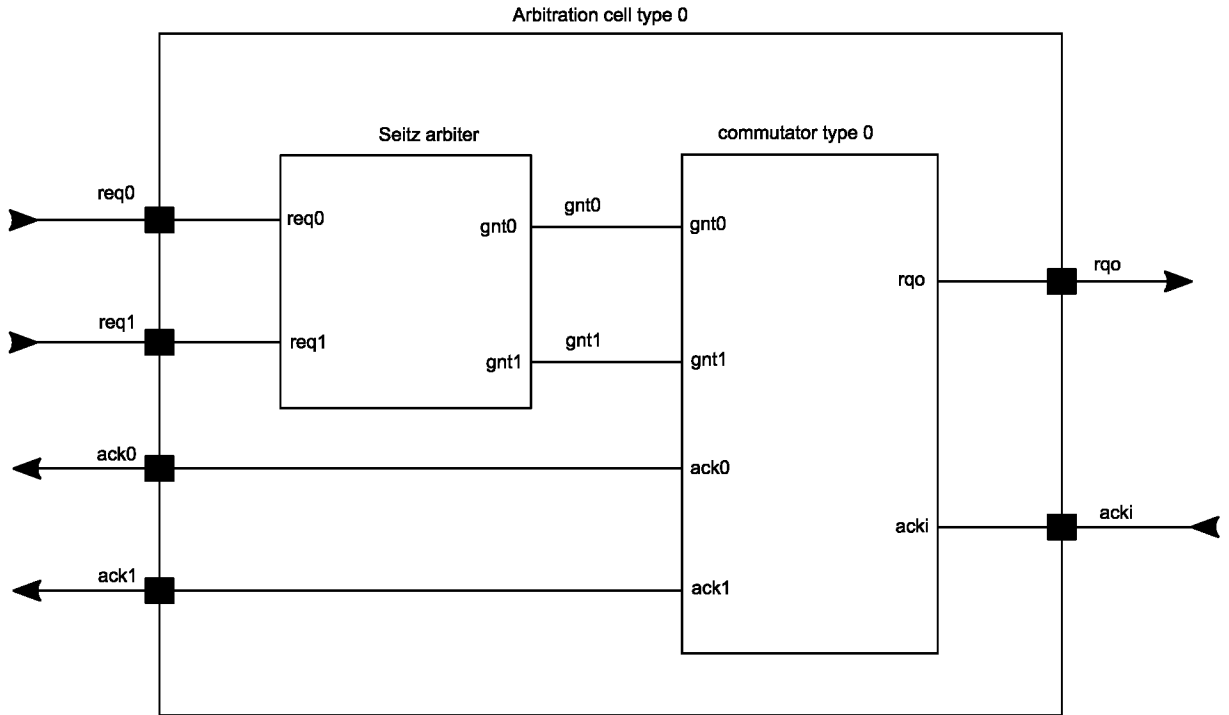 Arbitration cell type 0
Seitz arbiter
commutator type 0
req0
req0
gnt0
gnt0
gnt0
rqo
rqo
req1
req1
gnt1
gnt1
gnt1
ack0
ack0
acki
acki
ack1
ack1